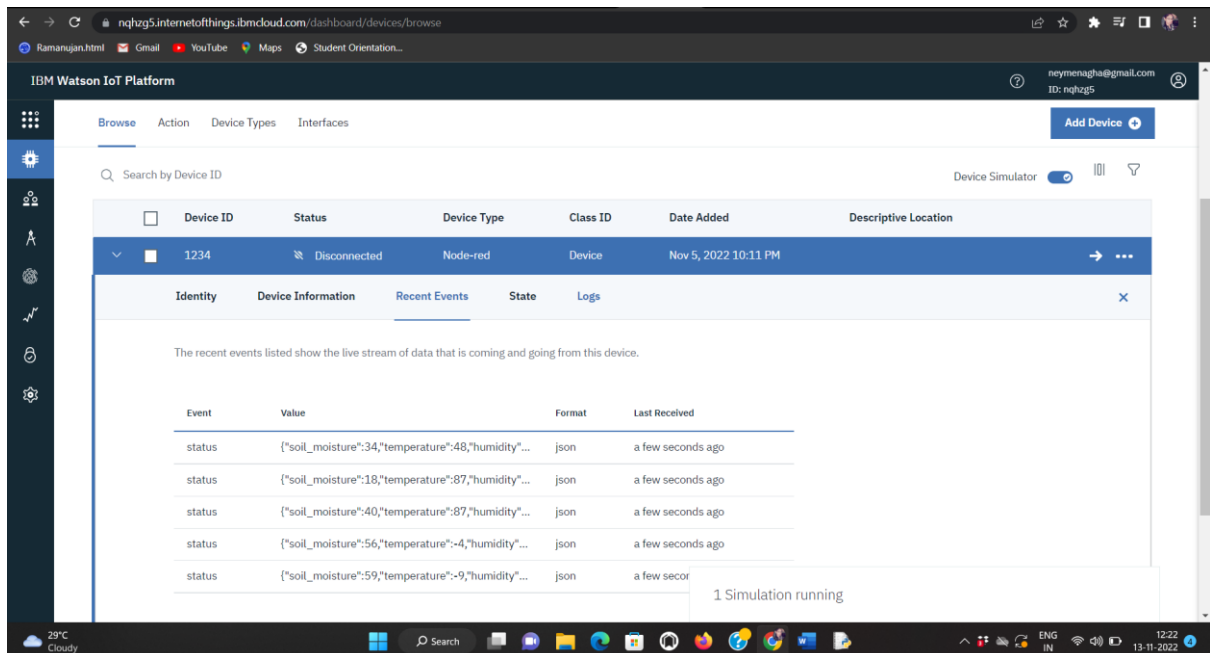 nqhzg5.internetofthings.ibmcloud.com/dashboard/devices/browse
Ramanujan.html Gmail YouTube Maps Student Orientation...
IBM Watson IoT Platform
neymenagha@gmail.com
ID: nqhzg5
Browse Action Device Types Interfaces Add Device
Search by Device ID Device Simulator
Device ID Status Device Type Class ID Date Added Descriptive Location
1234 Disconnected Node-red Device Nov 5, 2022 10:11 PM
Identity Device Information Recent Events State Logs
The recent events listed show the live stream of data that is coming and going from this device.
Event Value Format Last Received
status {"soil_moisture":34,"temperature":48,"humidity"... json a few seconds ago
status {"soil_moisture":18,"temperature":87,"humidity"... json a few seconds ago
status {"soil_moisture":40,"temperature":87,"humidity"... json a few seconds ago
status {"soil_moisture":56,"temperature":-4,"humidity"... json a few seconds ago
status {"soil_moisture":59,"temperature":-9,"humidity"... json a few secon
1 Simulation running
29°C
Cloudy
Search
ENG
IN
12:22
13-11-2022
4